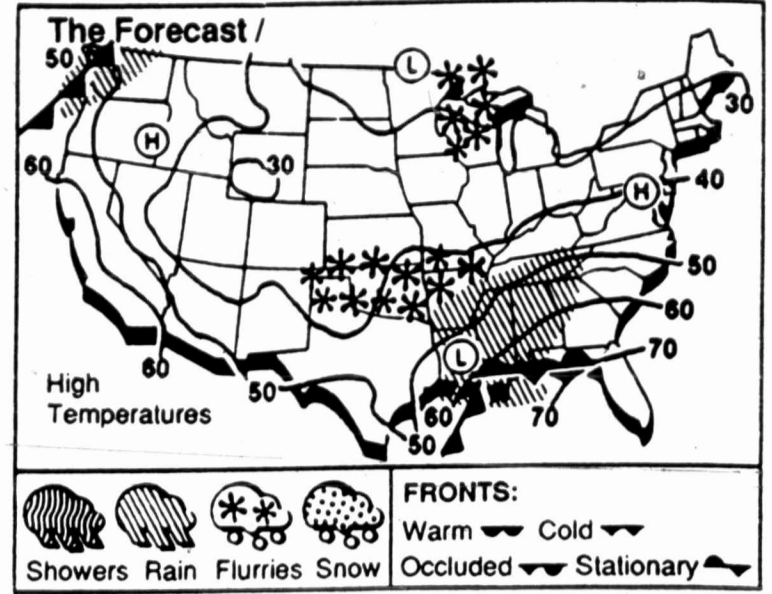 The Forecast /
50
L
H
30
60
30
H
40
50
60
L
70
60
50
60
70
50
High
Temperatures
Showers Rain Flurries Snow
FRONTS:
Warm Cold
Occluded Stationary